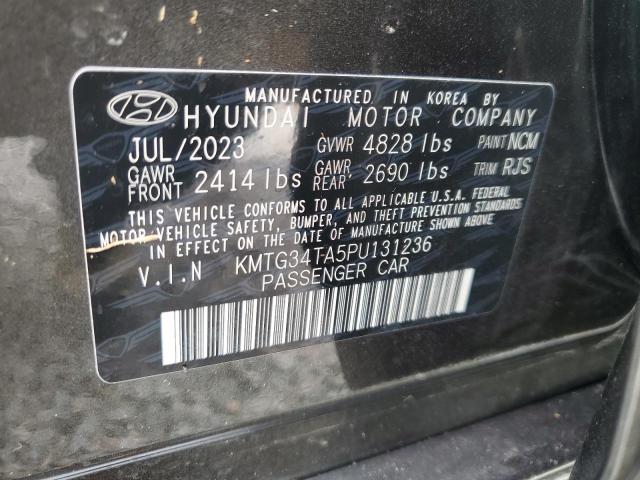 MANUFACTURED IN KOREA BY
HYUNDAI MOTOR COMPANY
JUL/2023 GVWR 4828 lbs PAINT NCM
GAWR FRONT 2414 lbs GAWR REAR 2690 lbs TRIM RJS
THIS VEHICLE CONFORMS TO ALL APPLICABLE U.S.A. FEDERAL
MOTOR VEHICLE SAFETY, BUMPER, AND THEFT PREVENTION STANDARDS
IN EFFECT ON THE DATE OF MANUFACTURE SHOWN ABOVE.
V.I.N KMTG34TA5PU131236
PASSENGER CAR